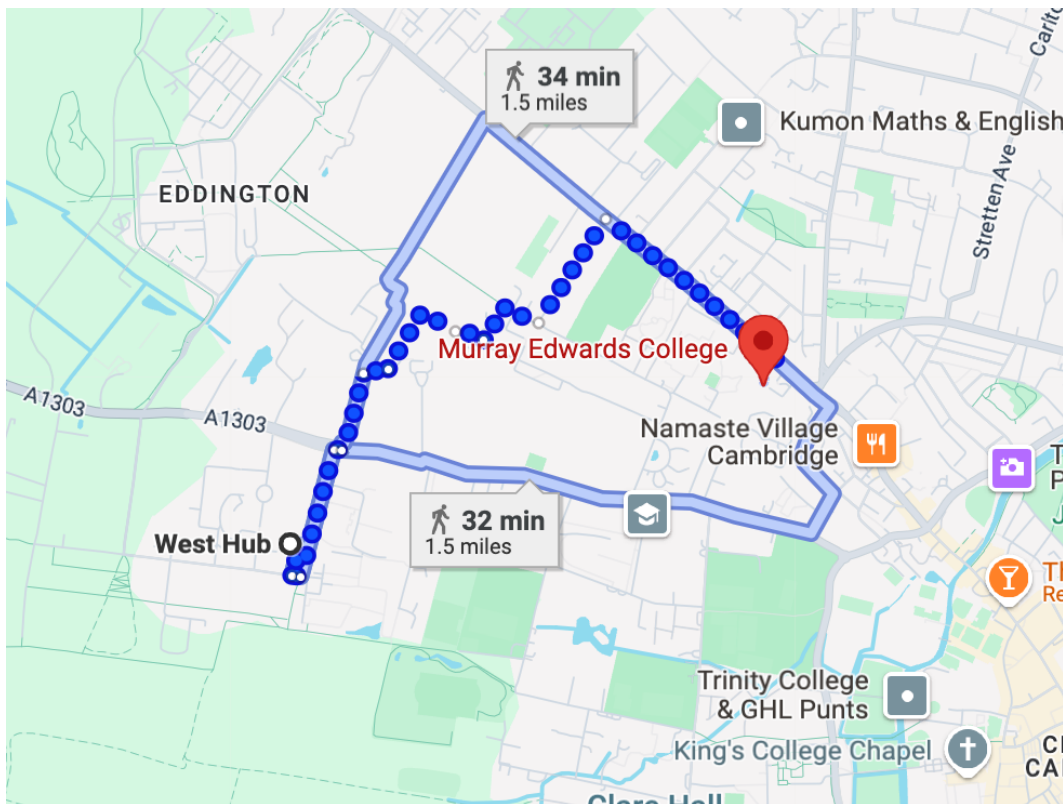 34 min
1.5 miles
Kumon Maths & English
Stretten Ave
EDDINGTON
Murray Edwards College
A1303
A1303
Namaste Village
Cambridge
32 min
1.5 miles
West Hub
Trinity College
& GHL Punts
King's College Chapel